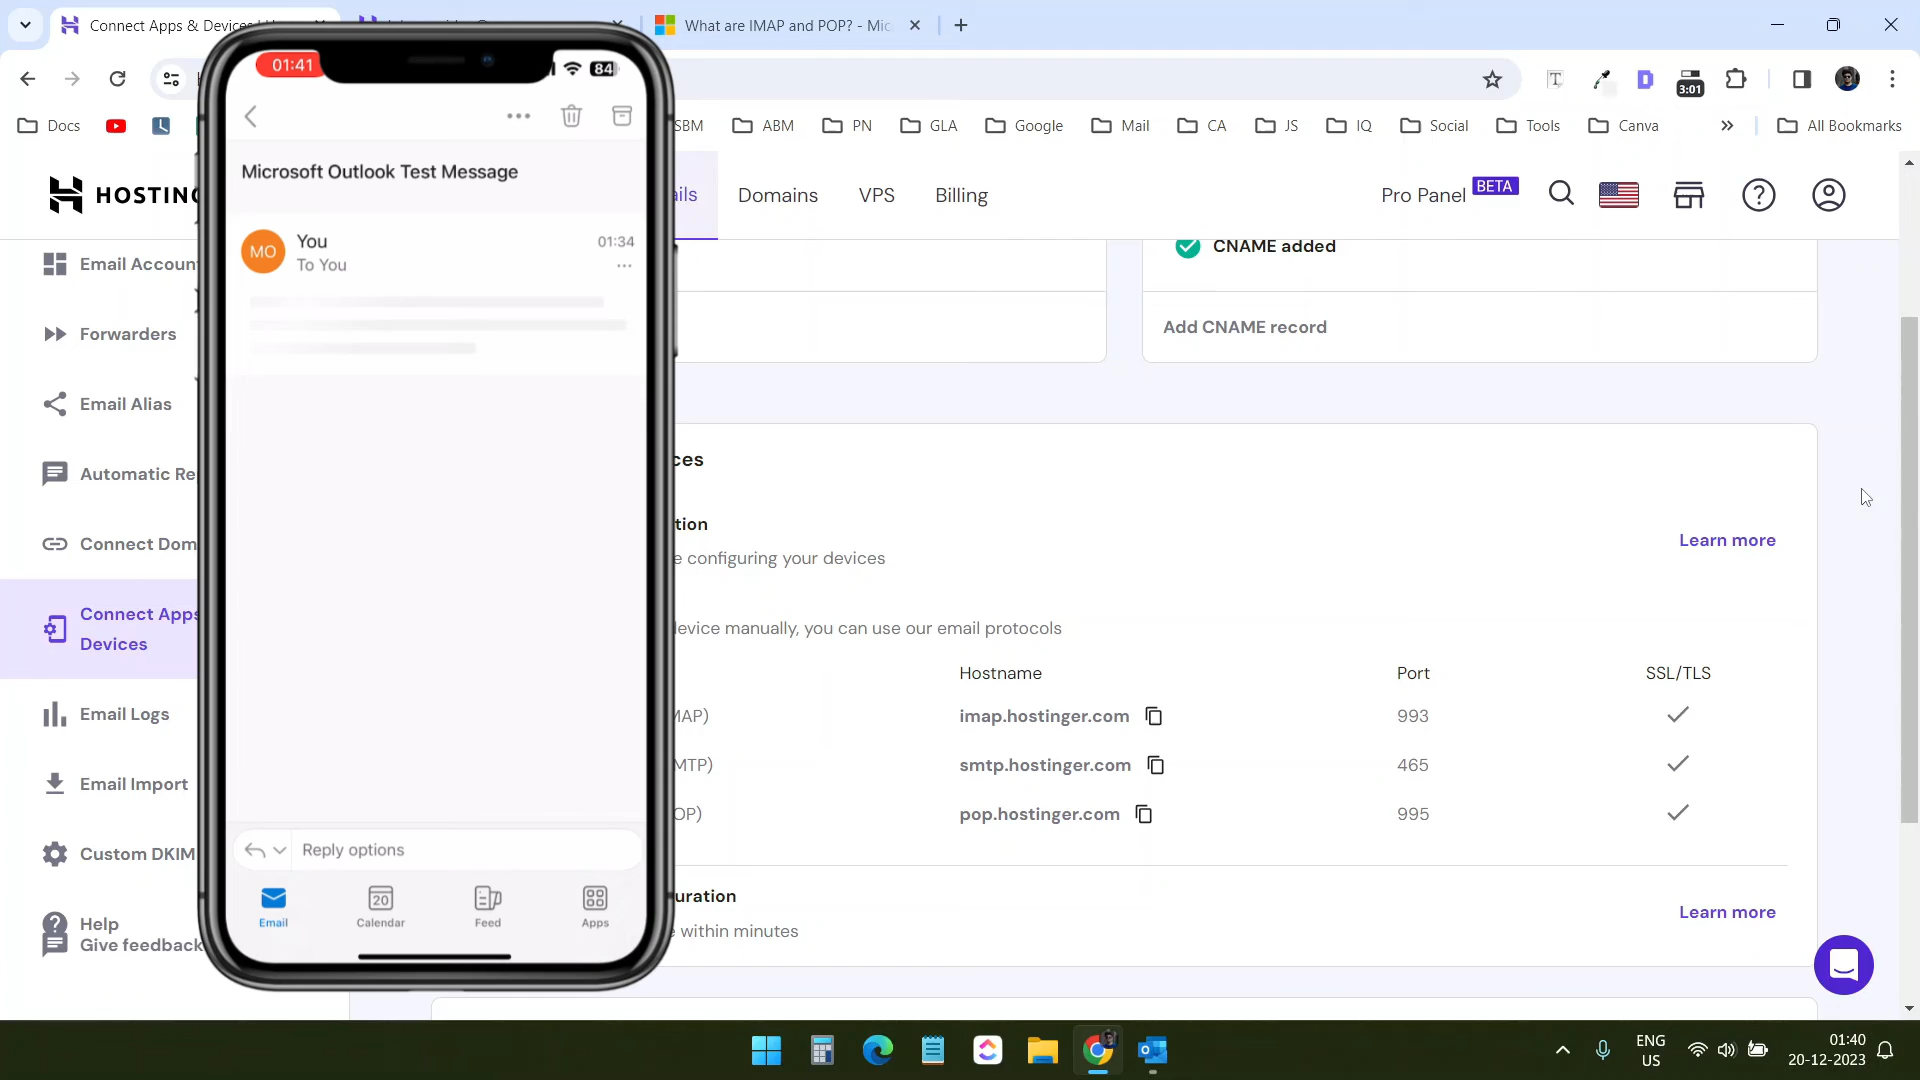 Connect Apps & Device
What are IMAP and POP? - Mic
3:01
Docs
SBM
ABM
PN
GLA
Google
Mail
CA
JS
IQ
Social
Tools
Canva
All Bookmarks
HOSTING
ails
Domains
VPS
Billing
Pro Panel
BETA
Email Accoun
Forwarders
Email Alias
Automatic Re
Connect Dom
Connect Apps
Devices
Email Logs
Email Import
Custom DKIM
Help
Give feedback
01:41
84
Microsoft Outlook Test Message
MO
You
01:34
To You
Reply options
Email
20
Calendar
Feed
Apps
CNAME added
Add CNAME record
ces
tion
e configuring your devices
Learn more
device manually, you can use our email protocols
Hostname
Port
SSL/TLS
MAP)
imap.hostinger.com
993
MTP)
smtp.hostinger.com
465
OP)
pop.hostinger.com
995
uration
e within minutes
Learn more
ENG
US
01:40
20-12-2023